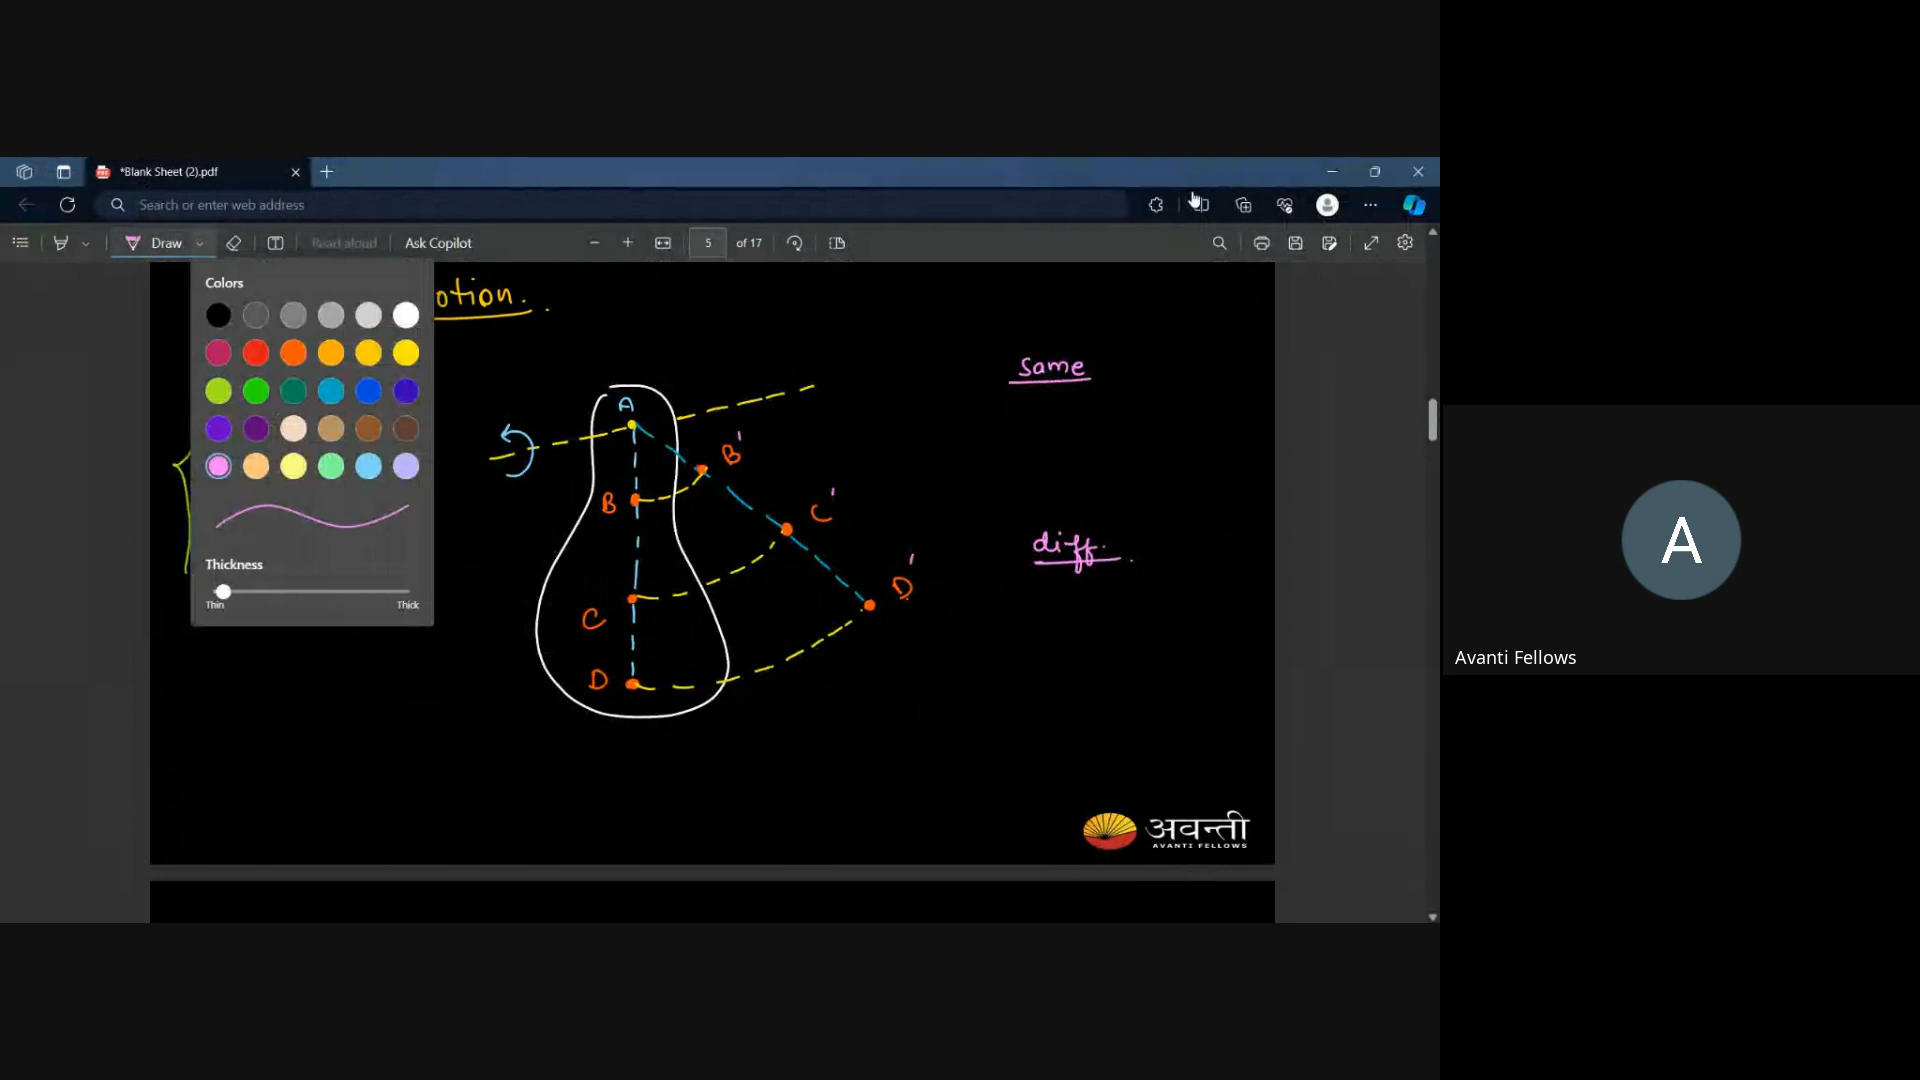 *Blank Sheet (2).pdf
Search or enter web address
Draw
Read aloud
Ask Copilot
5 of 17
Colors
otion.
Same
A
B'
B
C'
diff.
Thickness
D'
Thin
Thick
C
D
अवन्ती
AVANTI FELLOWS
A
Avanti Fellows